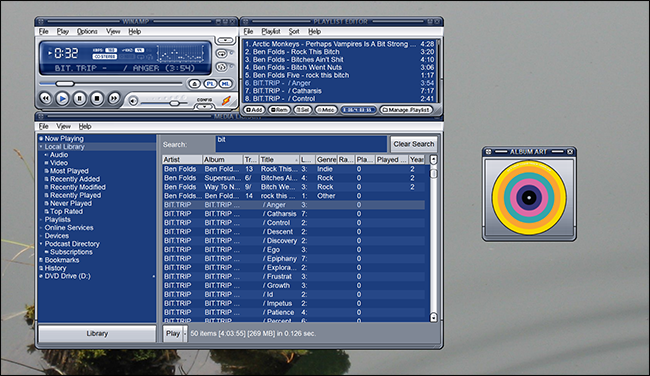 WINAMP
File Play Options View Help
0:32
STEREO
BIT.TRIP - / ANGER (3:54)
PL ML
CONFIG
PLAYLIST EDITOR
File Playlist Sort Help
1. Arctic Monkeys - Perhaps Vampires Is A Bit Strong ... 4:28
2. Ben Folds - Rock This Bitch 3:20
3. Ben Folds - Bitches Ain't Shit 4:10
4. Ben Folds - Bitch Went Nuts 3:06
5. Ben Folds Five - rock this bitch 1:17
6. BIT.TRIP - / Anger 3:54
7. BIT.TRIP - / Catharsis 7:17
8. BIT.TRIP - / Control 2:41
Add Rem Sel Misc Manage Playlist
MEDIA LIBRARY
File View Help
Now Playing
Local Library
Audio
Video
Most Played
Recently Added
Recently Modified
Recently Played
Never Played
Top Rated
Playlists
Online Services
Devices
Podcast Directory
Subscriptions
Bookmarks
History
DVD Drive (D:)
Library
Search: bit Clear Search
Artist Album Tr... Title L... Genre Ra... Pla... Played ... Year
Ben Folds Ben Fold... 13 Rock This... 3: Indie 0 2
Ben Folds Supersun... 6/ Bitches Ai... 4: Rock 0 2
Ben Folds Way To N... 9/ Bitch We... 3: Rock 0 2
Ben Folds Ben Fold... 14 rock this ... 1: Other 0
BIT.TRIP BIT.TRIP ... / Anger 3: 0
BIT.TRIP BIT.TRIP ... / Catharsis 7: 0
BIT.TRIP BIT.TRIP ... / Control 2: 0
BIT.TRIP BIT.TRIP ... / Descent 2: 0
BIT.TRIP BIT.TRIP ... / Discovery 2: 0
BIT.TRIP BIT.TRIP ... / Ego 3: 0
BIT.TRIP BIT.TRIP ... / Epiphany 7: 0
BIT.TRIP BIT.TRIP ... / Explora... 2: 0
BIT.TRIP BIT.TRIP ... / Frustrat 3: 0
BIT.TRIP BIT.TRIP ... / Growth 3: 0
BIT.TRIP BIT.TRIP ... / Id 2: 0
BIT.TRIP BIT.TRIP ... / Impetus 2: 0
BIT.TRIP BIT.TRIP ... / Patience 4: 0
BIT.TRIP BIT.TRIP ... / Percent 6: 0
Play 50 items [4:03:55] [269 MB] in 0.126 sec.
ALBUM ART